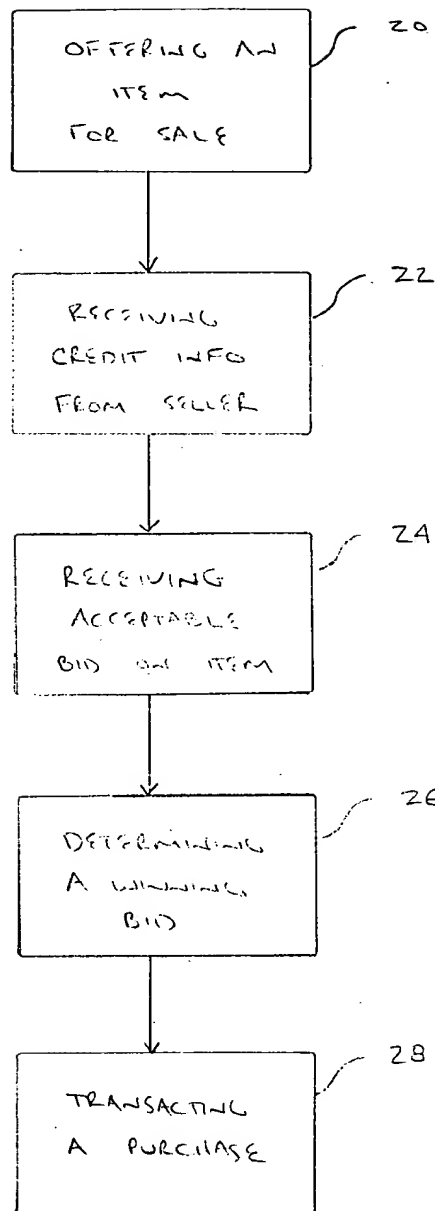 OFFERING AN
ITEM
FOR SALE
20
RECEIVING
CREDIT INFO
FROM SELLER
22
RECEIVING
ACCEPTABLE
BID ON ITEM
24
DETERMINING
A WINNING
BID
26
TRANSACTING
A PURCHASE
28